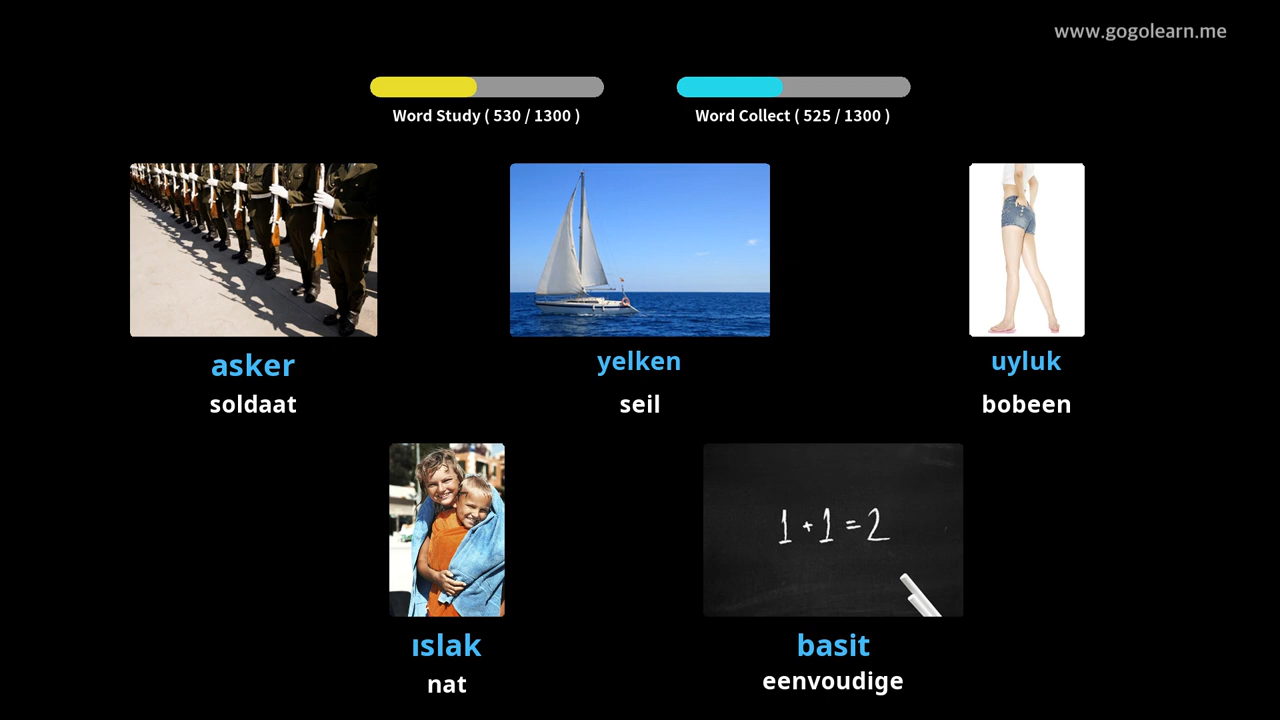 www.gogolearn.me
Word Study ( 530 / 1300 )
Word Collect ( 525 / 1300 )
asker
yelken
uyluk
soldaat
seil
bobeen
1 + 1 = 2
ıslak
basit
nat
eenvoudige